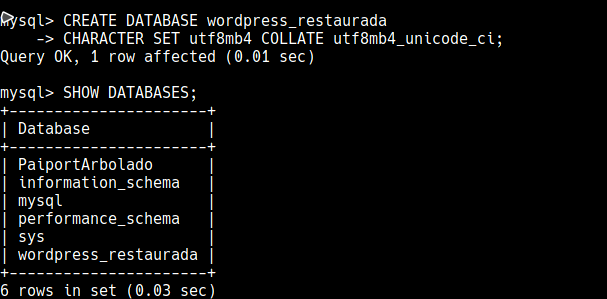 mysql> CREATE DATABASE wordpress_restaurada
    -> CHARACTER SET utf8mb4 COLLATE utf8mb4_unicode_ci;
Query OK, 1 row affected (0.01 sec)

mysql> SHOW DATABASES;
+----------------------+
| Database             |
+----------------------+
| PaiportArbolado      |
| information_schema   |
| mysql                |
| performance_schema   |
| sys                  |
| wordpress_restaurada |
+----------------------+
6 rows in set (0.03 sec)